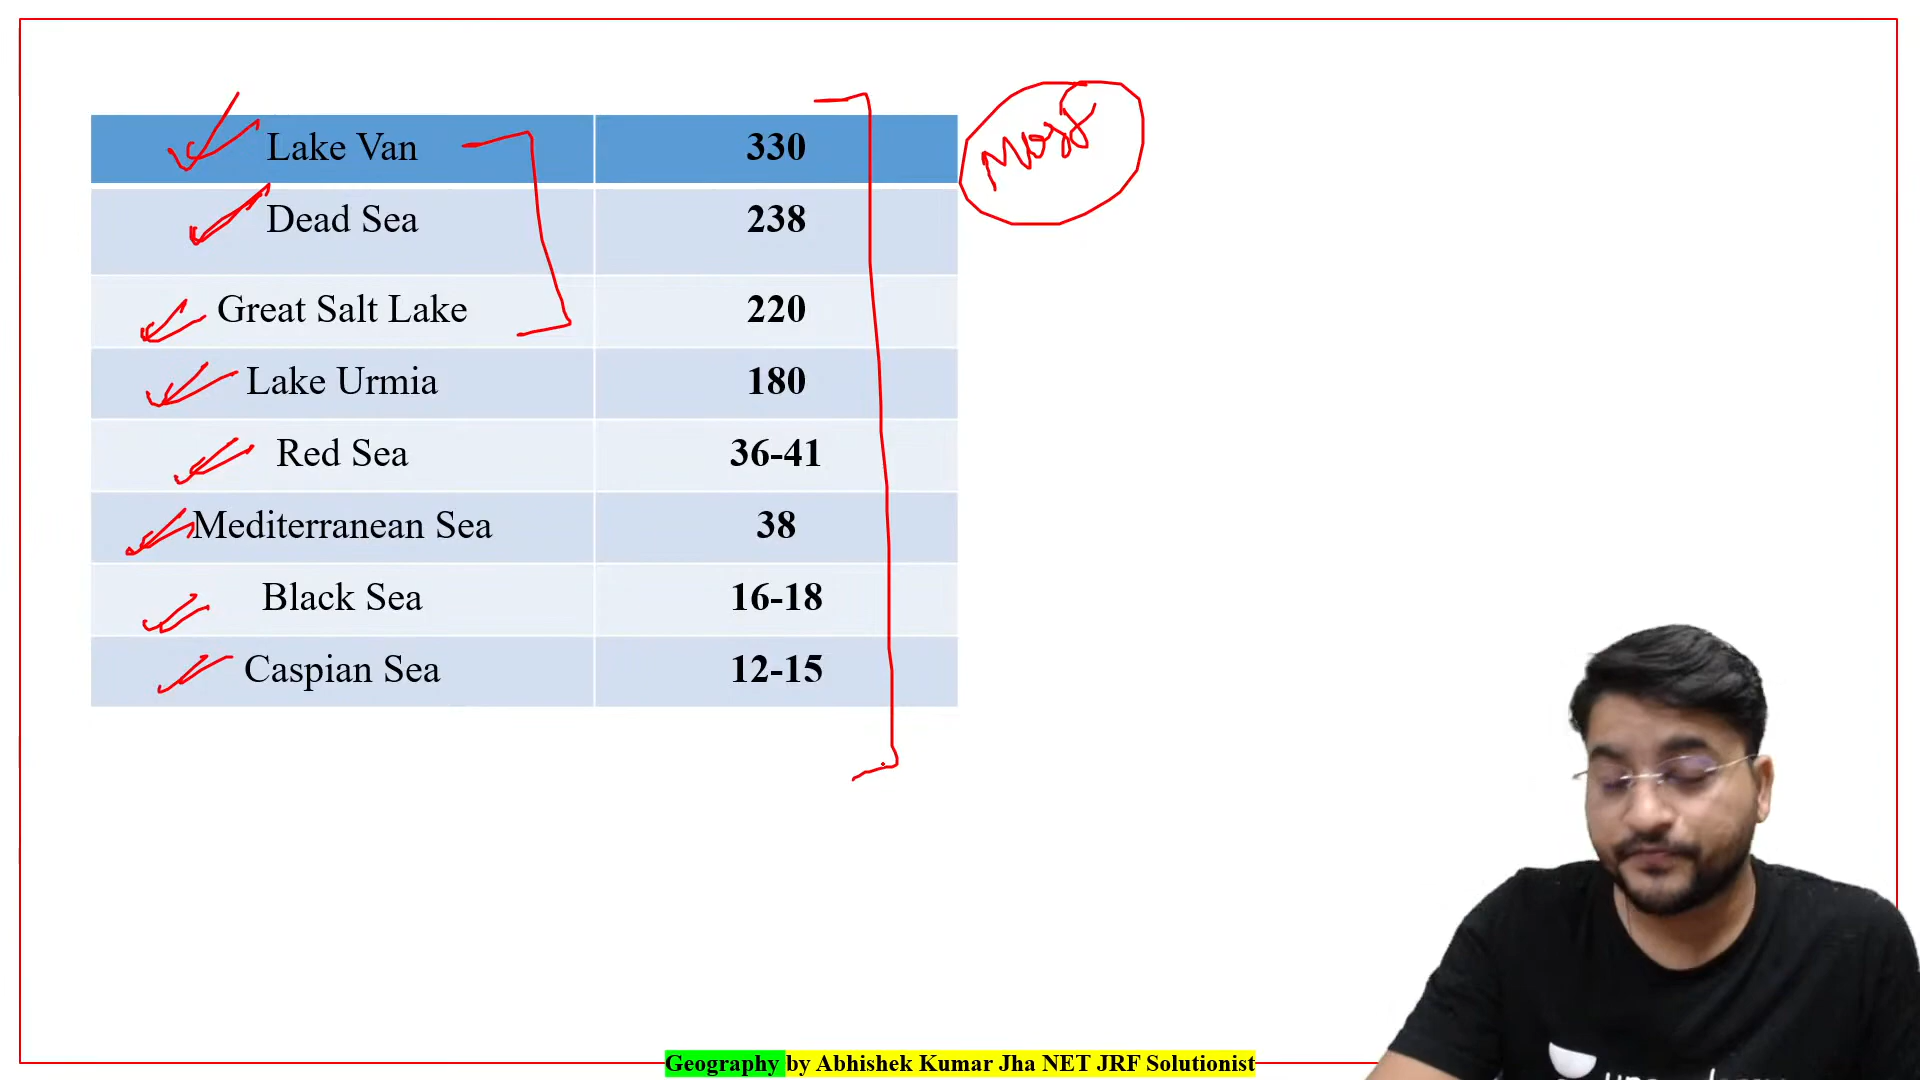 Lake Van 330
Most
Dead Sea 238
Great Salt Lake 220
Lake Urmia 180
Red Sea 36-41
Mediterranean Sea 38
Black Sea 16-18
Caspian Sea 12-15
Geography by Abhishek Kumar Jha NET JRF Solutionist